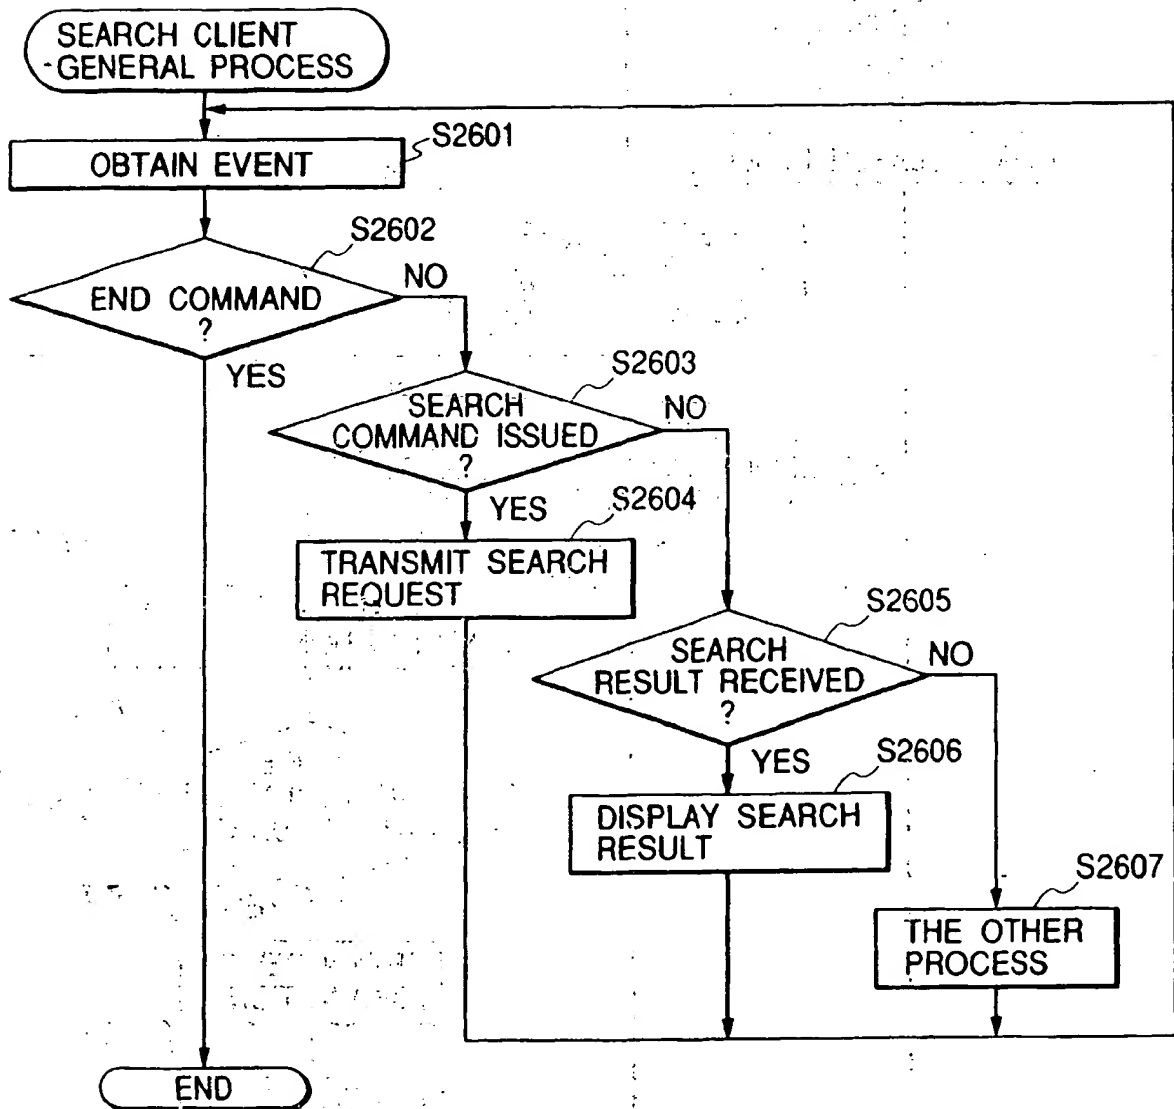 SEARCH CLIENT
GENERAL PROCESS
S2601
OBTAIN EVENT
S2602
END COMMAND
?
NO
YES
S2603
SEARCH
COMMAND ISSUED
?
NO
YES
S2604
TRANSMIT SEARCH
REQUEST
S2605
SEARCH
RESULT RECEIVED
?
NO
YES
S2606
DISPLAY SEARCH
RESULT
S2607
THE OTHER
PROCESS
END